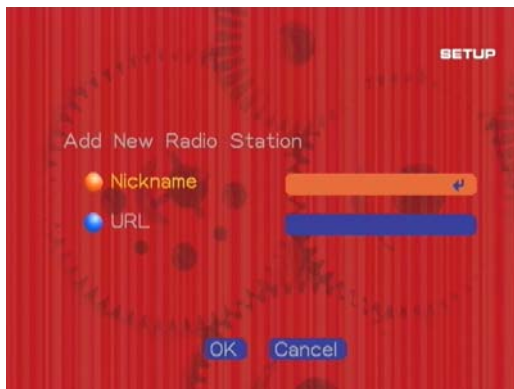 SETUP
Add New Radio Station
Nickname
URL
OK Cancel